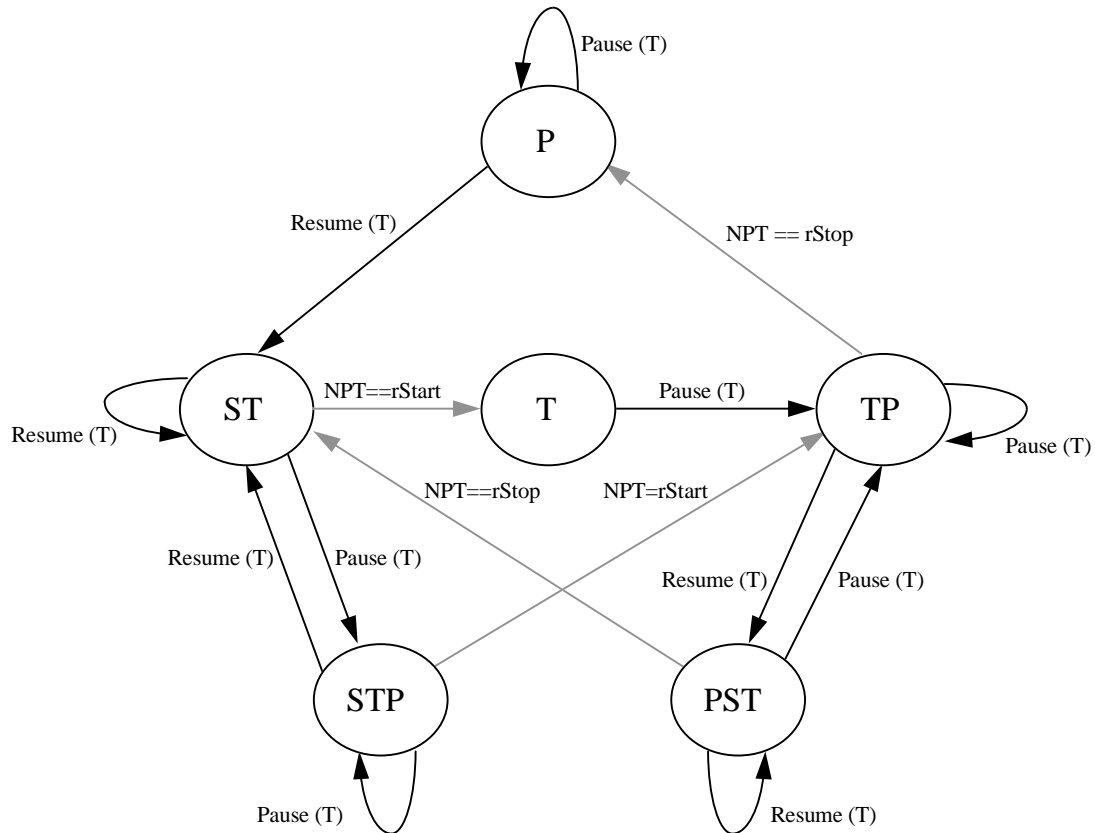 Pause (T)
P
Resume (T)
NPT == rStop
ST
NPT==rStart
T
Pause (T)
TP
Resume (T)
Pause (T)
NPT==rStop
NPT=rStart
Resume (T)
Pause (T)
Resume (T)
Pause (T)
STP
PST
Pause (T)
Resume (T)